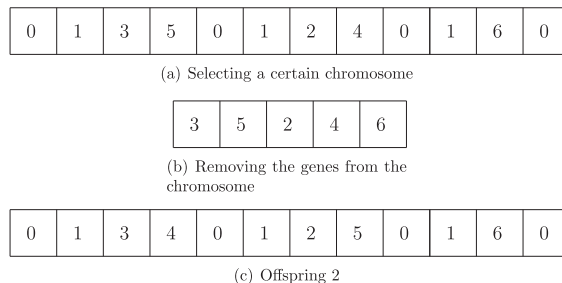 0 1 3 5 0 1 2 4 0 1 6 0
(a) Selecting a certain chromosome
3 5 2 4 6
(b) Removing the genes from the
chromosome
0 1 3 4 0 1 2 5 0 1 6 0
(c) Offspring 2